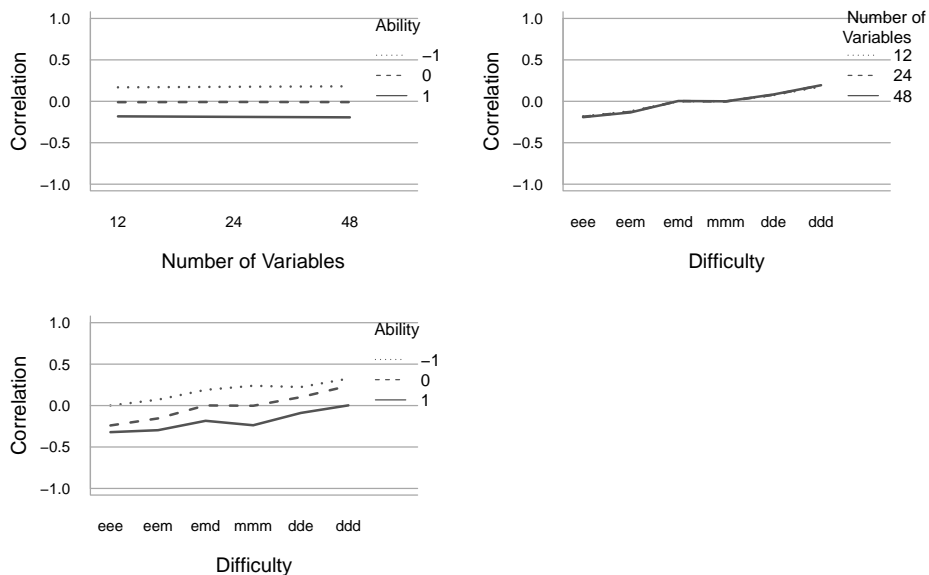 1.0
0.5
0.0
−0.5
−1.0
Correlation
12 24 48
Number of Variables
Ability
−1
0
1
1.0
0.5
0.0
−0.5
−1.0
Correlation
eee eem emd mmm dde ddd
Difficulty
Number of
Variables
12
24
48
1.0
0.5
0.0
−0.5
−1.0
Correlation
eee eem emd mmm dde ddd
Difficulty
Ability
−1
0
1